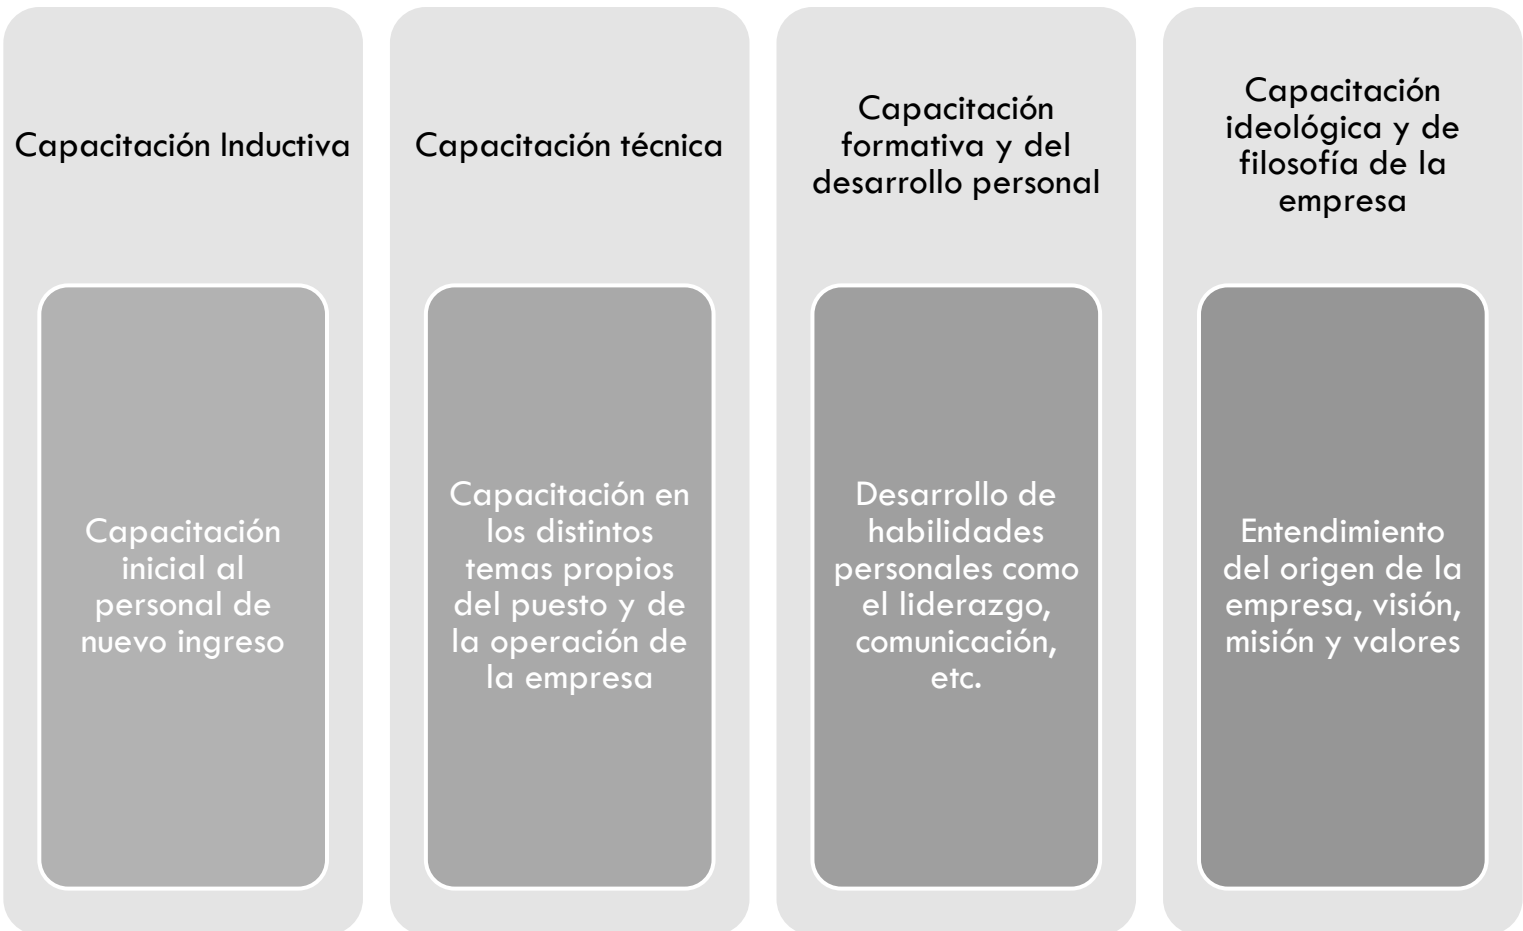 Capacitación Inductiva
Capacitación
inicial al
personal de
nuevo ingreso
Capacitación técnica
Capacitación en
los distintos
temas propios
del puesto y de
la operación de
la empresa
Capacitación
formativa y del
desarrollo personal
Desarrollo de
habilidades
personales como
el liderazgo,
comunicación,
etc.
Capacitación
ideológica y de
filosofía de la
empresa
Entendimiento
del origen de la
empresa, visión,
misión y valores